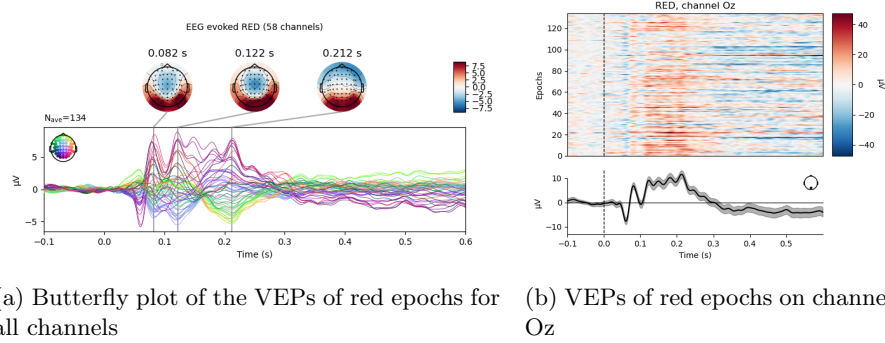 EEG evoked RED (58 channels)
0.082 s
0.122 s
0.212 s
7.5
5.0
2.5
0.0
−2.5
−5.0
−7.5
Nave=134
μV
5
0
−5
−0.1
0.0
0.1
0.2
0.3
0.4
0.5
0.6
Time (s)
RED, channel Oz
Epochs
120
100
80
60
40
20
0
40
20
0
−20
−40
μV
μV
10
0
−10
−0.1
0.0
0.1
0.2
0.3
0.4
0.5
Time (s)
a) Butterfly plot of the VEPs of red epochs for
all channels
(b) VEPs of red epochs on channe
Oz